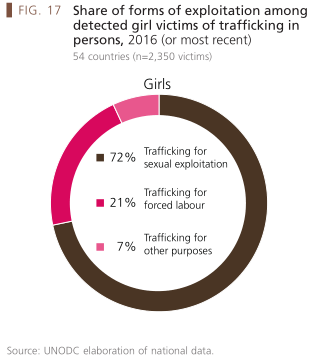 FIG. 17 Share of forms of exploitation among
detected girl victims of trafficking in
persons, 2016 (or most recent)
54 countries (n=2,350 victims)
Girls
72% Trafficking for
sexual exploitation
21% Trafficking for
forced labour
7% Trafficking for
other purposes
Source: UNODC elaboration of national data.